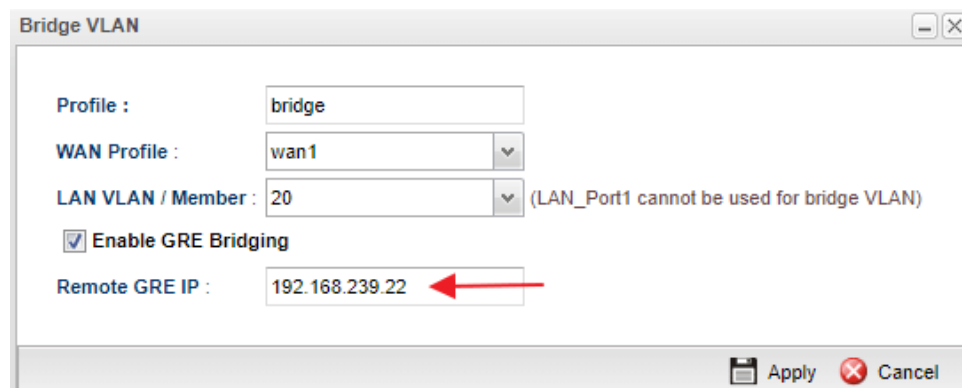 Bridge VLAN
Profile : bridge
WAN Profile : wan1
LAN VLAN / Member : 20 (LAN_Port1 cannot be used for bridge VLAN)
Enable GRE Bridging
Remote GRE IP : 192.168.239.22
Apply Cancel